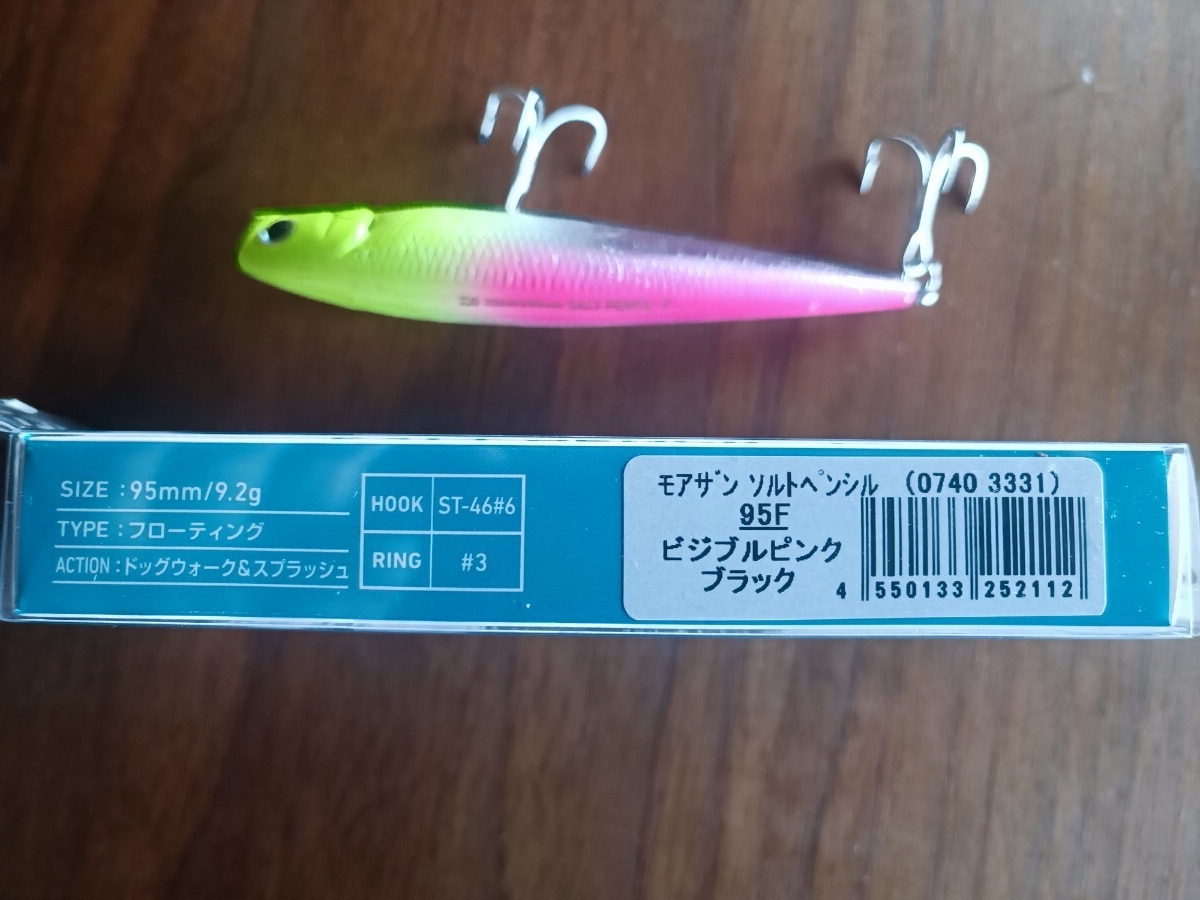 SALT PENCIL F
SIZE : 95mm/9.2g
TYPE : フローティング
ACTION : ドッグウォーク&スプラッシュ
HOOK ST-46#6
RING #3
モアザン ソルトペンシル (0740 3331)
95F
ビジブルピンク
ブラック
4 550133 252112